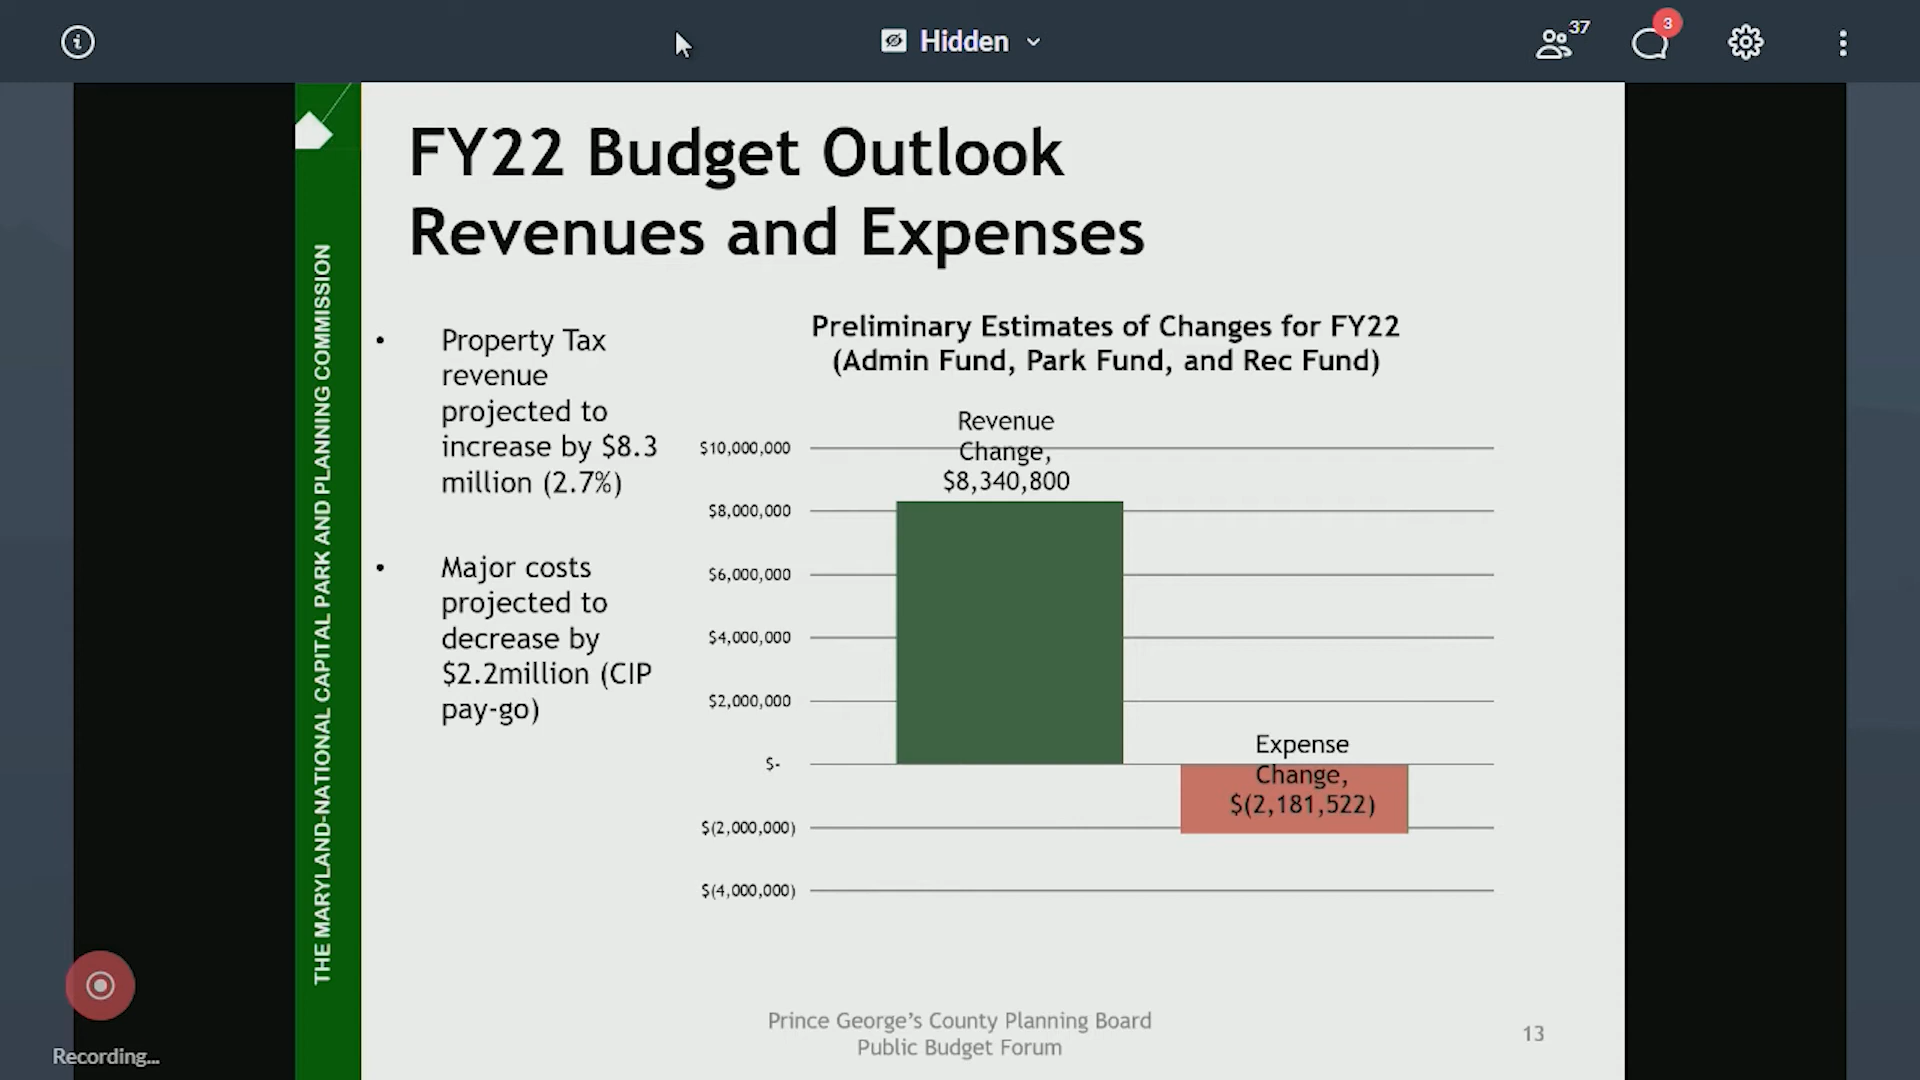 Hidden
37
3
FY22 Budget Outlook
Revenues and Expenses
THE MARYLAND-NATIONAL CAPITAL PARK AND PLANNING COMMISSION
• Property Tax
revenue
projected to
increase by $8.3
million (2.7%)
• Major costs
projected to
decrease by
$2.2million (CIP
pay-go)
Preliminary Estimates of Changes for FY22
(Admin Fund, Park Fund, and Rec Fund)
Revenue
Change,
$8,340,800
$10,000,000
$8,000,000
$6,000,000
$4,000,000
$2,000,000
$-
$(2,000,000)
$(4,000,000)
Expense
Change,
$(2,181,522)
Prince George's County Planning Board
Public Budget Forum
13
Recording...